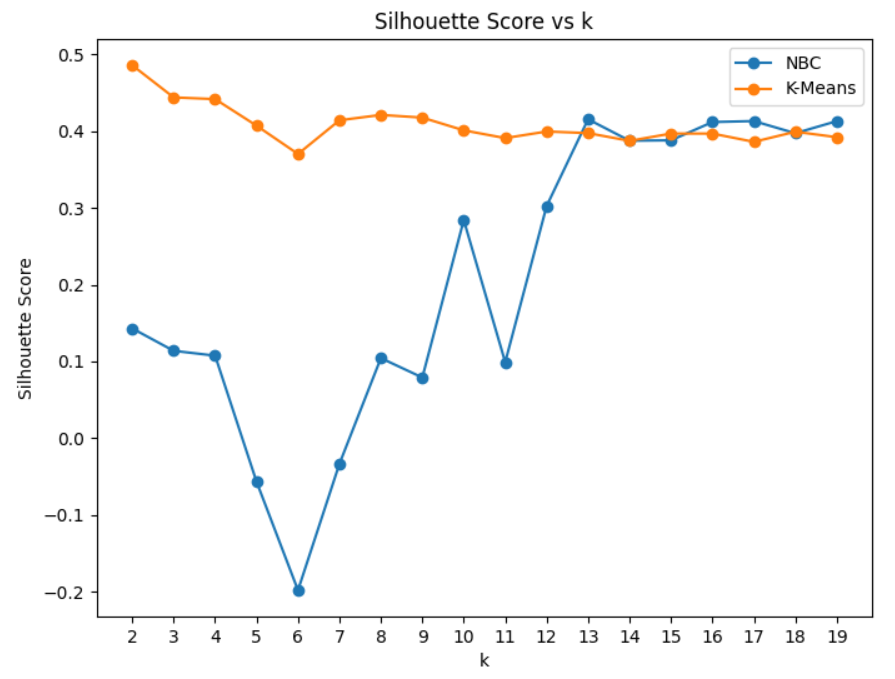 Silhouette Score vs k
NBC
K-Means
Silhouette Score
0.5
0.4
0.3
0.2
0.1
0.0
−0.1
−0.2
2 3 4 5 6 7 8 9 10 11 12 13 14 15 16 17 18 19
k